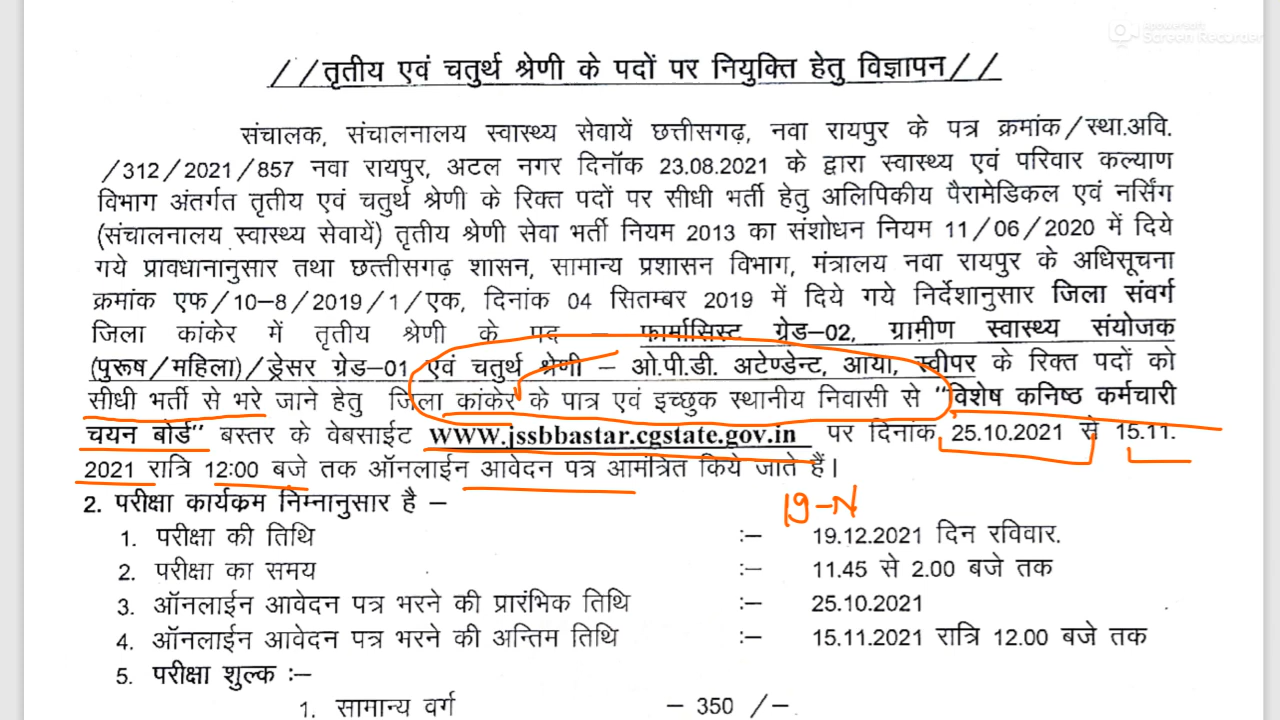 Apowersoft
Screen Recorder
//तृतीय एवं चतुर्थ श्रेणी के पदों पर नियुक्ति हेतु विज्ञापन//
संचालक, संचालनालय स्वास्थ्य सेवायें छत्तीसगढ़, नवा रायपुर के पत्र क्रमांक/स्था.अवि.
/312/2021/857 नवा रायपुर, अटल नगर दिनॉक 23.08.2021 के द्वारा स्वास्थ्य एवं परिवार कल्याण
विभाग अंतर्गत तृतीय एवं चतुर्थ श्रेणी के रिक्त पदों पर सीधी भर्ती हेतु अलिपिकीय पैरामेडिकल एवं नर्सिंग
(संचालनालय स्वास्थ्य सेवायें) तृतीय श्रेणी सेवा भर्ती नियम 2013 का संशोधन नियम 11/06/2020 में दिये
गये प्रावधानानुसार तथा छत्तीसगढ़ शासन, सामान्य प्रशासन विभाग, मंत्रालय नवा रायपुर के अधिसूचना
क्रमांक एफ/10–8/2019/1/एक, दिनांक 04 सितम्बर 2019 में दिये गये निर्देशानुसार जिला संवर्ग
जिला कांकेर में तृतीय श्रेणी के पद – फार्मासिस्ट ग्रेड–02, ग्रामीण स्वास्थ्य संयोजक
(पुरूष/महिला)/ड्रेसर ग्रेड–01 एवं चतुर्थ श्रेणी – ओ.पी.डी. अटेण्डेन्ट, आया, स्वीपर के रिक्त पदों को
सीधी भर्ती से भरे जाने हेतु जिला कांकेर के पात्र एवं इच्छुक स्थानीय निवासी से "विशेष कनिष्ठ कर्मचारी
चयन बोर्ड" बस्तर के वेबसाईट www.jssbbastar.cgstate.gov.in पर दिनांक 25.10.2021 से 15.11.
2021 रात्रि 12:00 बजे तक ऑनलाईन आवेदन पत्र आमंत्रित किये जाते हैं।
19-N
2. परीक्षा कार्यक्रम निम्नानुसार है –
1. परीक्षा की तिथि :– 19.12.2021 दिन रविवार.
2. परीक्षा का समय :– 11.45 से 2.00 बजे तक
3. ऑनलाईन आवेदन पत्र भरने की प्रारंभिक तिथि :– 25.10.2021
4. ऑनलाईन आवेदन पत्र भरने की अन्तिम तिथि :– 15.11.2021 रात्रि 12.00 बजे तक
5. परीक्षा शुल्क :–
1. सामान्य वर्ग – 350 /–